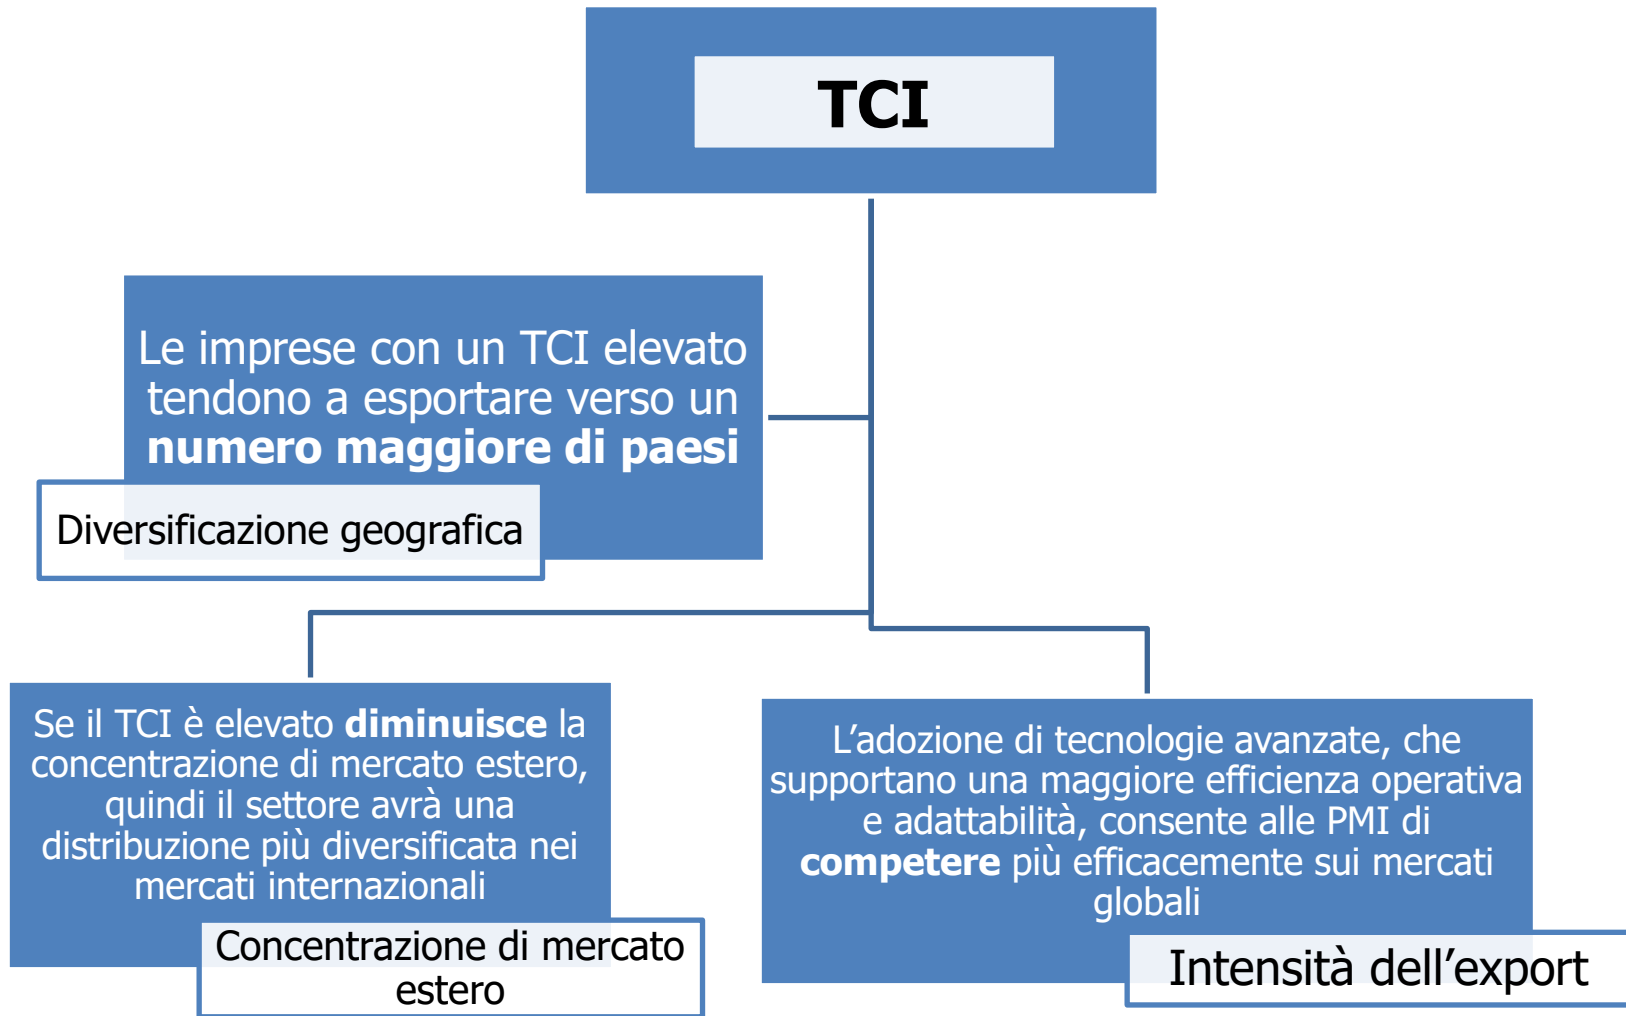 TCI
Le imprese con un TCI elevato
tendono a esportare verso un
numero maggiore di paesi
Diversificazione geografica
Se il TCI è elevato diminuisce la
concentrazione di mercato estero,
quindi il settore avrà una
distribuzione più diversificata nei
mercati internazionali
Concentrazione di mercato
estero
L’adozione di tecnologie avanzate, che
supportano una maggiore efficienza operativa
e adattabilità, consente alle PMI di
competere più efficacemente sui mercati
globali
Intensità dell’export